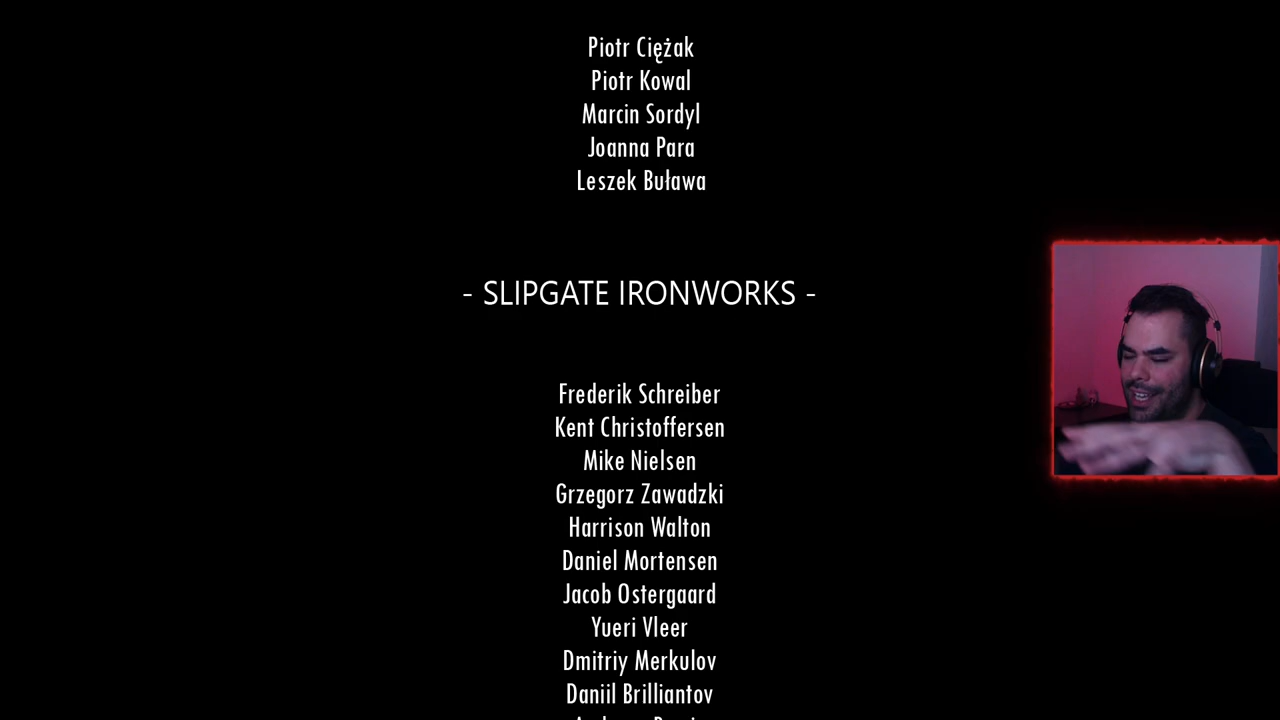 Piotr Ciężak
Piotr Kowal
Marcin Sordyl
Joanna Para
Leszek Buława
- SLIPGATE IRONWORKS -
Frederik Schreiber
Kent Christoffersen
Mike Nielsen
Grzegorz Zawadzki
Harrison Walton
Daniel Mortensen
Jacob Ostergaard
Yueri Vleer
Dmitriy Merkulov
Daniil Brilliantov